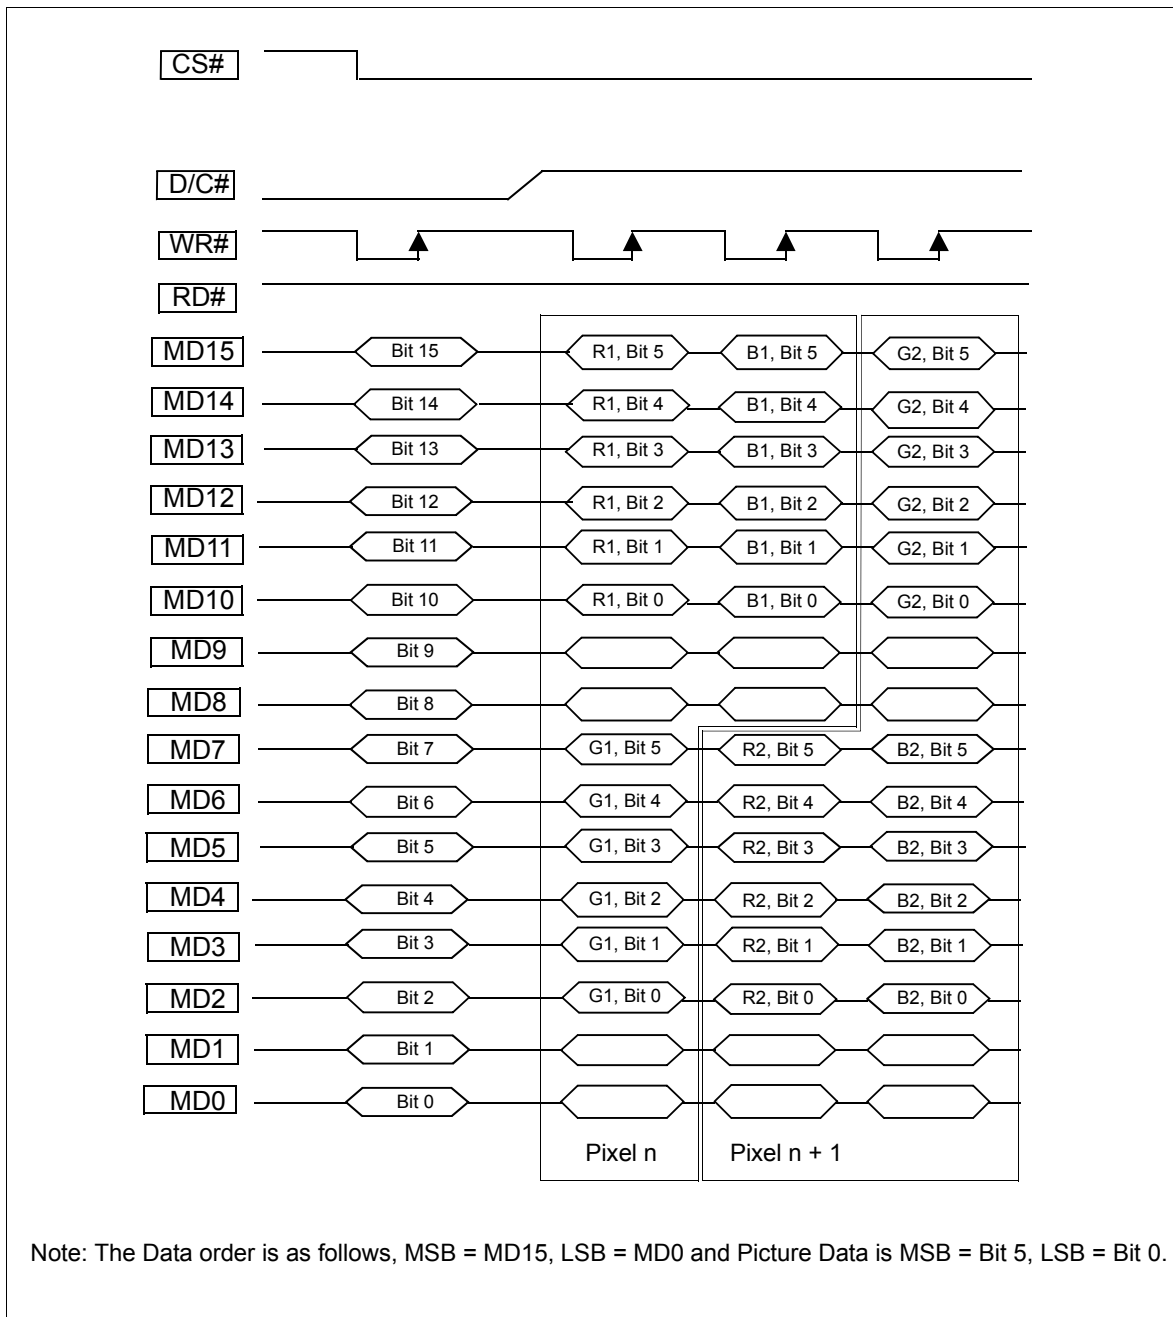 CS#
D/C#
WR#
RD#
MD15 Bit 15 R1, Bit 5 B1, Bit 5 G2, Bit 5
MD14 Bit 14 R1, Bit 4 B1, Bit 4 G2, Bit 4
MD13 Bit 13 R1, Bit 3 B1, Bit 3 G2, Bit 3
MD12 Bit 12 R1, Bit 2 B1, Bit 2 G2, Bit 2
MD11 Bit 11 R1, Bit 1 B1, Bit 1 G2, Bit 1
MD10 Bit 10 R1, Bit 0 B1, Bit 0 G2, Bit 0
MD9 Bit 9
MD8 Bit 8
MD7 Bit 7 G1, Bit 5 R2, Bit 5 B2, Bit 5
MD6 Bit 6 G1, Bit 4 R2, Bit 4 B2, Bit 4
MD5 Bit 5 G1, Bit 3 R2, Bit 3 B2, Bit 3
MD4 Bit 4 G1, Bit 2 R2, Bit 2 B2, Bit 2
MD3 Bit 3 G1, Bit 1 R2, Bit 1 B2, Bit 1
MD2 Bit 2 G1, Bit 0 R2, Bit 0 B2, Bit 0
MD1 Bit 1
MD0 Bit 0
Pixel n Pixel n + 1
Note: The Data order is as follows, MSB = MD15, LSB = MD0 and Picture Data is MSB = Bit 5, LSB = Bit 0.